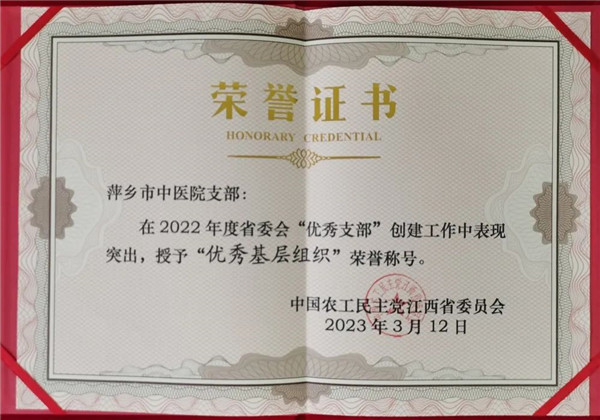 荣誉证书
HONORARY CREDENTIAL
萍乡市中医院支部：
在2022年度省委会“优秀支部”创建工作中表现
突出，授予“优秀基层组织”荣誉称号。
中国农工民主党江西省委员会
2023年3月12日